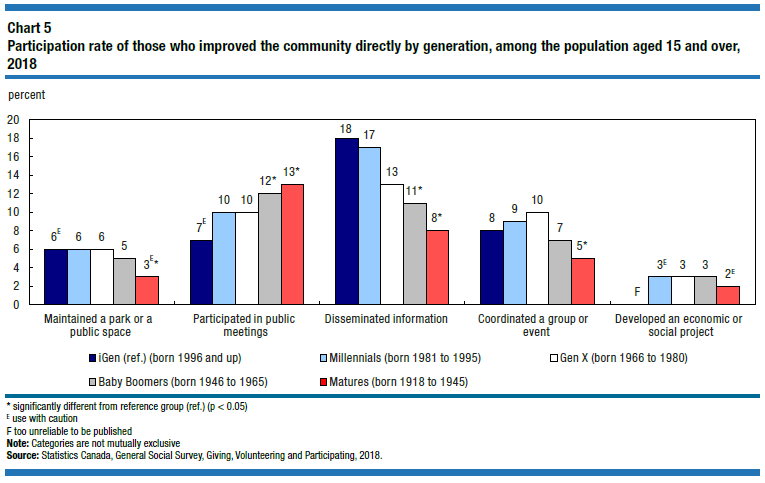 Chart 5
Participation rate of those who improved the community directly by generation, among the population aged 15 and over,
2018
percent
20
18
16
14
12
10
8
6
4
2
0
6ᴱ 6 6 5 3ᴱ*
7ᴱ 10 10 12* 13*
18 17 13 11* 8*
8 9 10 7 5*
F 3ᴱ 3 3 2ᴱ
Maintained a park or a
public space
Participated in public
meetings
Disseminated information
Coordinated a group or
event
Developed an economic or
social project
iGen (ref.) (born 1996 and up)
Millennials (born 1981 to 1995)
Gen X (born 1966 to 1980)
Baby Boomers (born 1946 to 1965)
Matures (born 1918 to 1945)
* significantly different from reference group (ref.) (p < 0.05)
ᴱ use with caution
F too unreliable to be published
Note: Categories are not mutually exclusive
Source: Statistics Canada, General Social Survey, Giving, Volunteering and Participating, 2018.